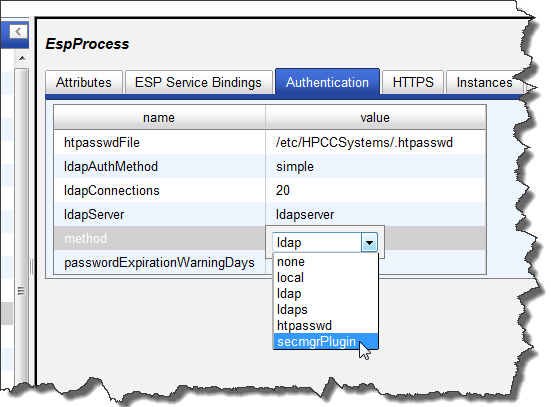 EspProcess
Attributes ESP Service Bindings Authentication HTTPS Instances
name value
htpasswdFile /etc/HPCCSystems/.htpasswd
ldapAuthMethod simple
ldapConnections 20
ldapServer ldapserver
method ldap
passwordExpirationWarningDays
none
local
ldap
ldaps
htpasswd
secmgrPlugin